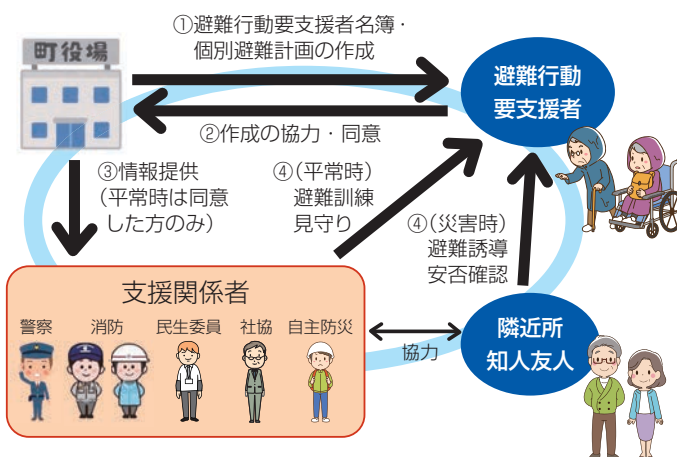 町役場
①避難行動要支援者名簿・
個別避難計画の作成
避難行動
要支援者
②作成の協力・同意
③情報提供
(平常時は同意
した方のみ)
④(平常時)
避難訓練
見守り
④(災害時)
避難誘導
安否確認
支援関係者
警察 消防 民生委員 社協 自主防災
協力
隣近所
知人友人